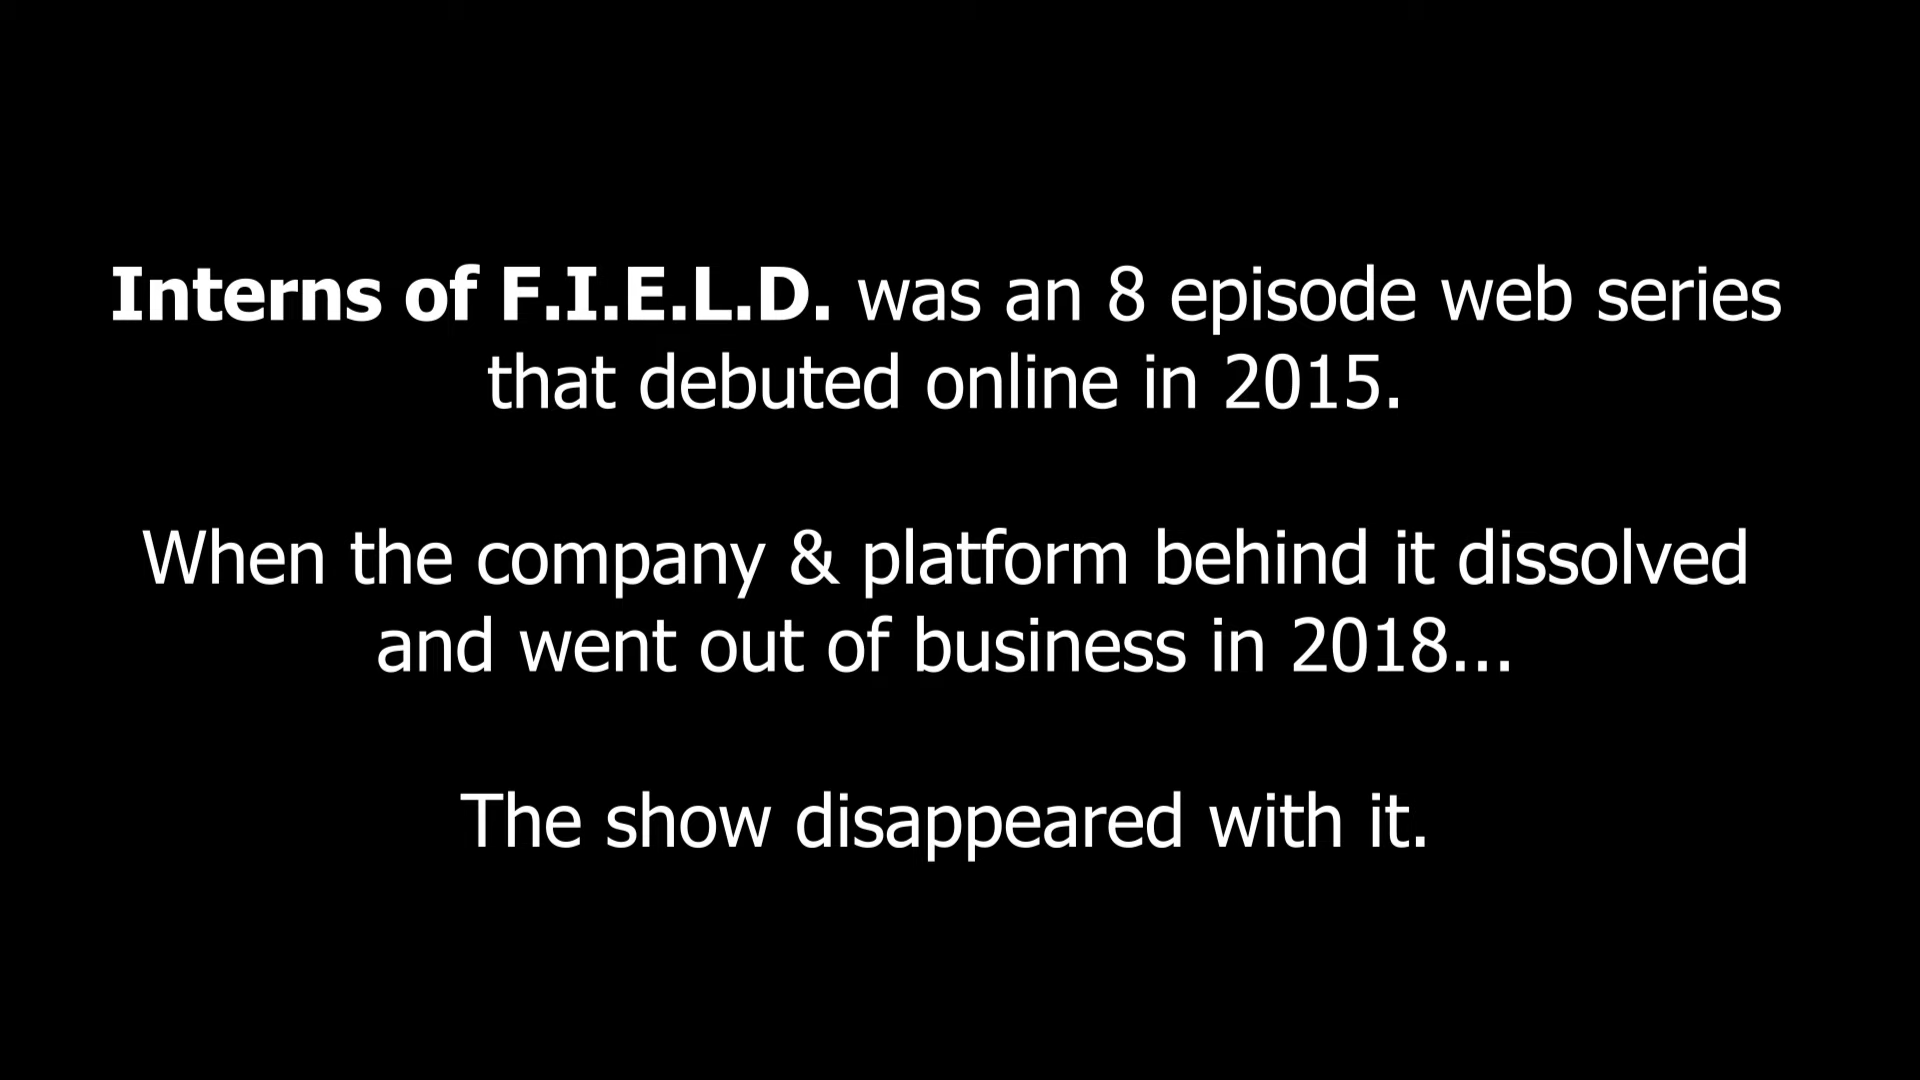 Interns of F.I.E.L.D. was an 8 episode web series
that debuted online in 2015.
When the company & platform behind it dissolved
and went out of business in 2018...
The show disappeared with it.